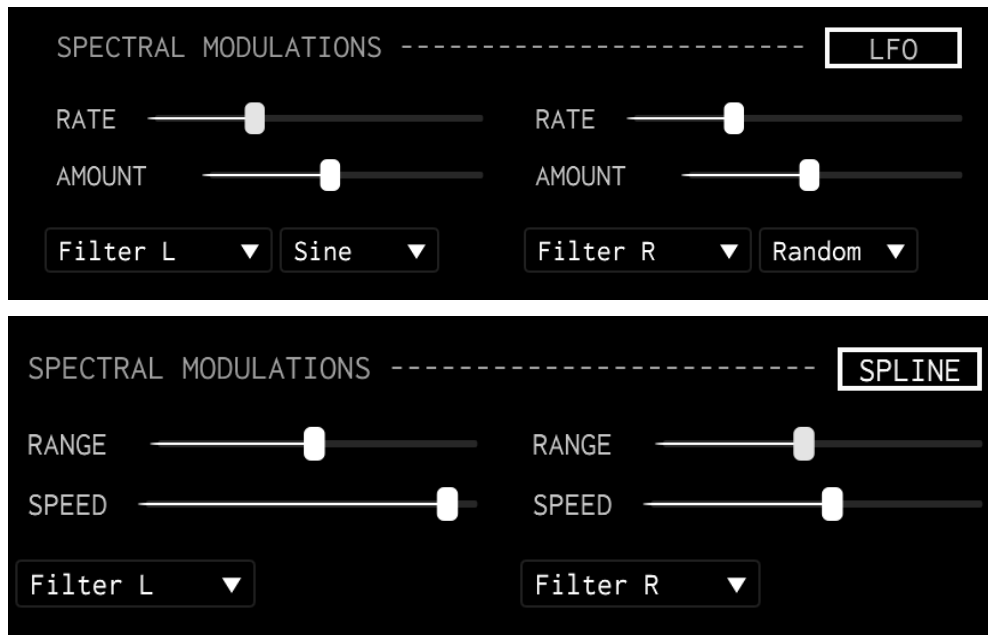 SPECTRAL MODULATIONS -------------------------- LFO
RATE RATE
AMOUNT AMOUNT
Filter L ▼ Sine ▼ Filter R ▼ Random ▼
SPECTRAL MODULATIONS -------------------------- SPLINE
RANGE RANGE
SPEED SPEED
Filter L ▼ Filter R ▼